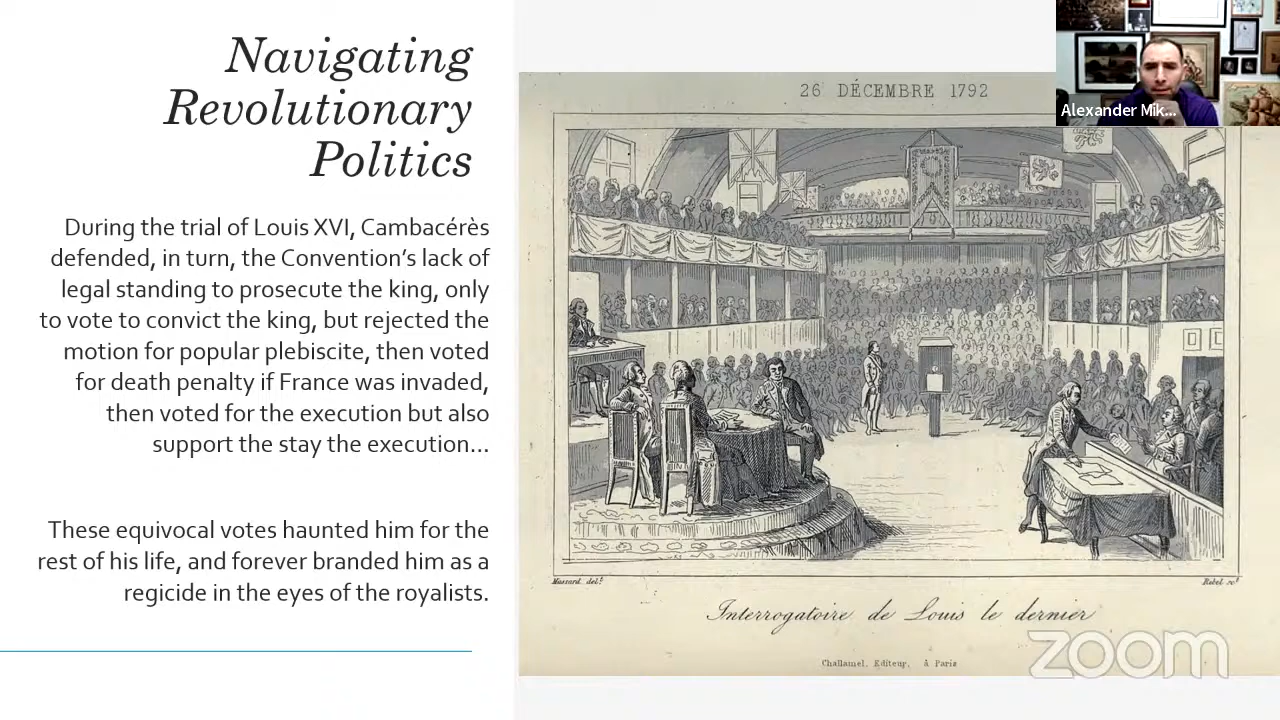 Navigating
Revolutionary
Politics
During the trial of Louis XVI, Cambacérès
defended, in turn, the Convention’s lack of
legal standing to prosecute the king, only
to vote to convict the king, but rejected the
motion for popular plebiscite, then voted
for death penalty if France was invaded,
then voted for the execution but also
support the stay the execution…
These equivocal votes haunted him for the
rest of his life, and forever branded him as a
regicide in the eyes of the royalists.
26 DÉCEMBRE 1792
Alexander Mik...
Massard del.t
Rebel sc.t
Interrogatoire de Louis le dernier
Challamel, Editeur, à Paris
zoom